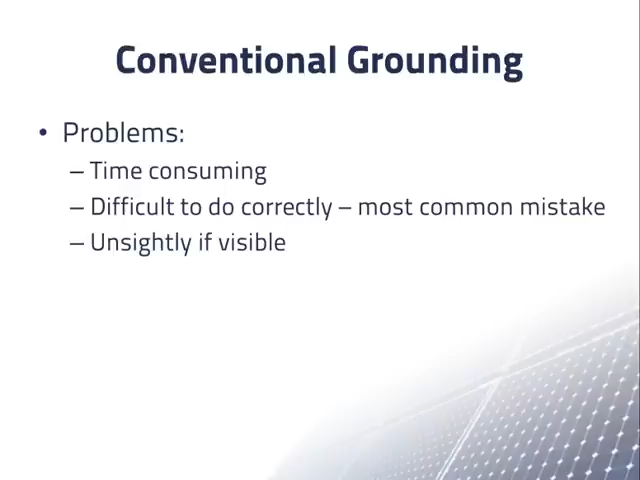 Conventional Grounding
• Problems:
– Time consuming
– Difficult to do correctly – most common mistake
– Unsightly if visible